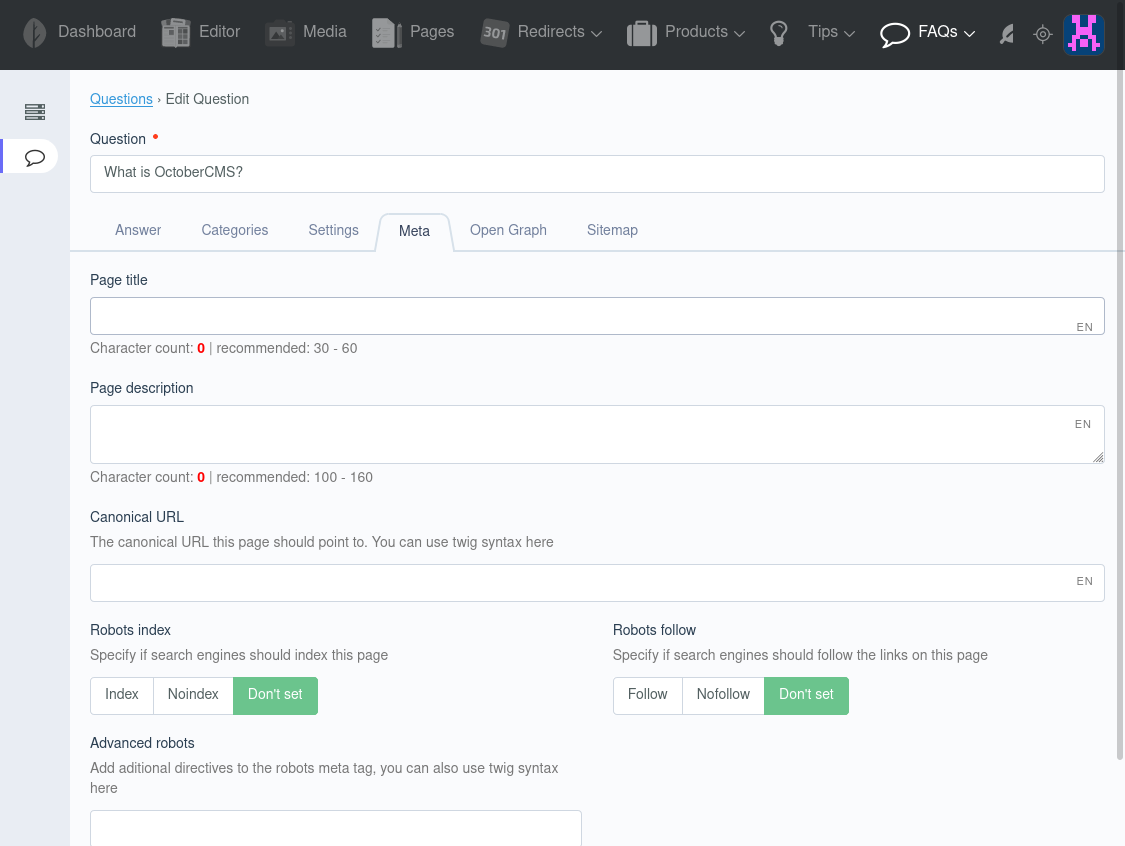 Dashboard Editor Media Pages 301 Redirects Products Tips FAQs
Questions › Edit Question
Question
What is OctoberCMS?
Answer Categories Settings Meta Open Graph Sitemap
Page title
EN
Character count: 0 | recommended: 30 - 60
Page description
EN
Character count: 0 | recommended: 100 - 160
Canonical URL
The canonical URL this page should point to. You can use twig syntax here
EN
Robots index Robots follow
Specify if search engines should index this page Specify if search engines should follow the links on this page
Index Noindex Don't set Follow Nofollow Don't set
Advanced robots
Add aditional directives to the robots meta tag, you can also use twig syntax
here